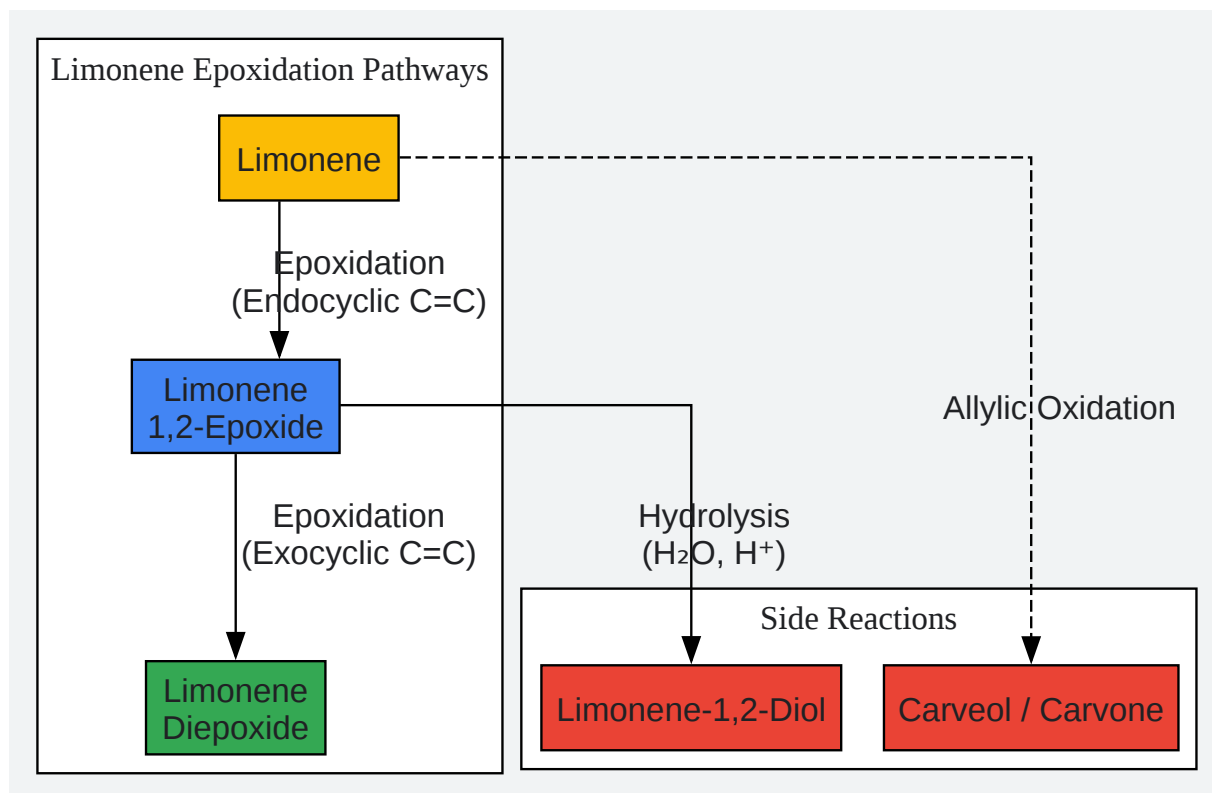 Limonene Epoxidation Pathways
Limonene
Epoxidation
(Endocyclic C=C)
Limonene
1,2-Epoxide
Allylic Oxidation
Epoxidation
(Exocyclic C=C)
Hydrolysis
(H₂O, H⁺)
Side Reactions
Limonene
Diepoxide
Limonene-1,2-Diol
Carveol / Carvone